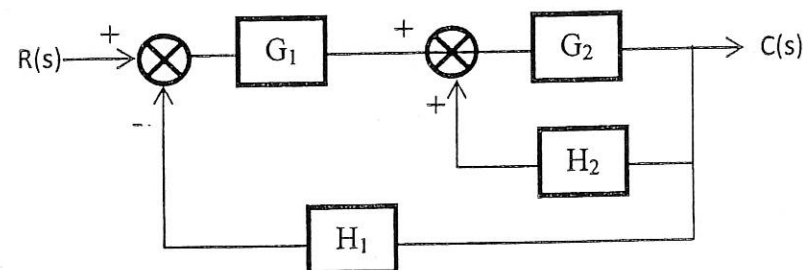 + + 
R(s) G₁ G₂ C(s)
- +
H₂
H₁